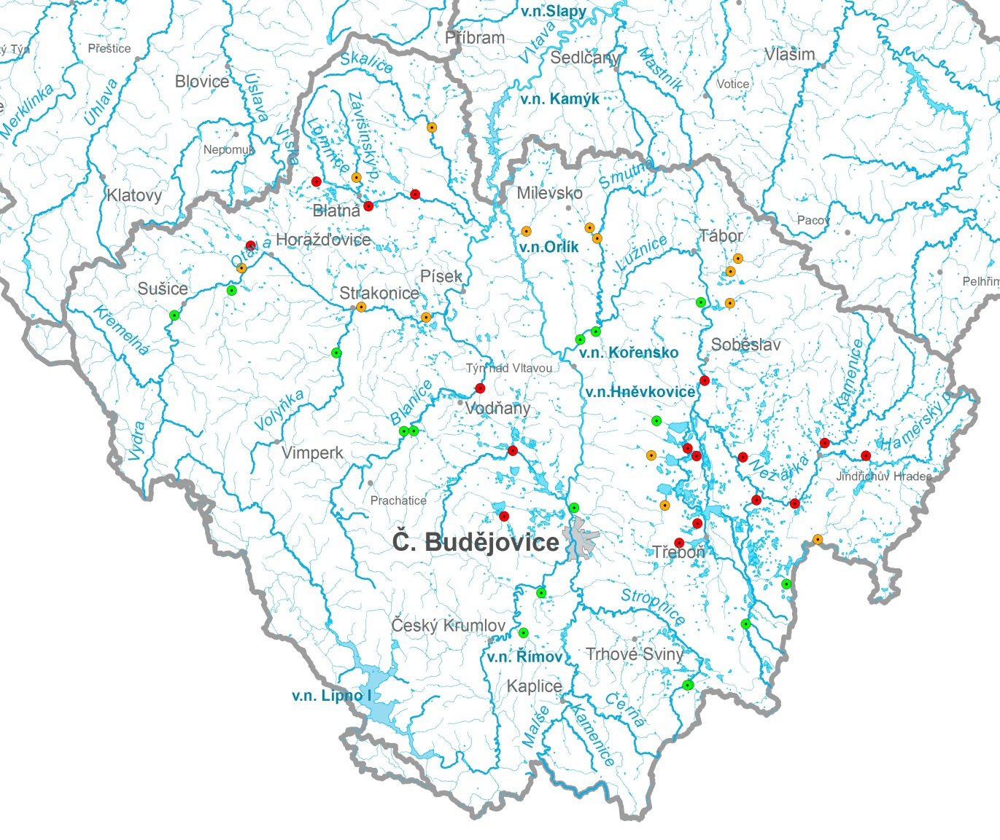 v.n.Slapy
Příbram
Vltava
ý Týn
Přeštice
Sedlčany
Vlašim
Skalice
Mastník
Blovice
Úslava
Votice
Merklínka
Úhlava
v.n. Kamýk
Závišínský p.
Lomnice
Víska
Nepomuk
Smutná
Klatovy
Milevsko
Blatná
Pacov
Horažďovice
Otava
v.n.Orlík
Lužnice
Tábor
Písek
Pelhřim
Sušice
Strakonice
Křemelná
Soběslav
v.n. Kořensko
Kamenice
Týn nad Vltavou
v.n.Hněvkovice
Blanice
Vodňany
Volyňka
Hamerský p.
Vydra
Vimperk
Nežárka
Jindřichův Hradec
Prachatice
Č. Budějovice
Třeboň
Stropnice
Český Krumlov
v.n. Římov
Trhové Sviny
Kaplice
v.n. Lipno I
Černá
Malše
Kamenice